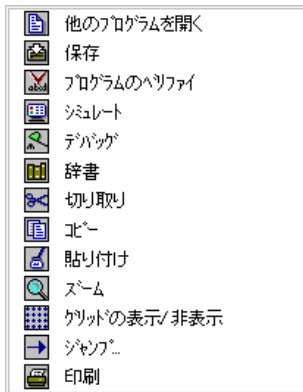 他のﾌﾟﾛｸﾞﾗﾑを開く
保存
ﾌﾟﾛｸﾞﾗﾑのﾍﾞﾘﾌｧｲ
ｼﾐｭﾚｰﾄ
ﾃﾞﾊﾞｯｸﾞ
辞書
切り取り
ｺﾋﾟｰ
貼り付け
ｽﾞｰﾑ
ｸﾞﾘｯﾄﾞの表示/非表示
ｼﾞｬﾝﾌﾟ...
印刷